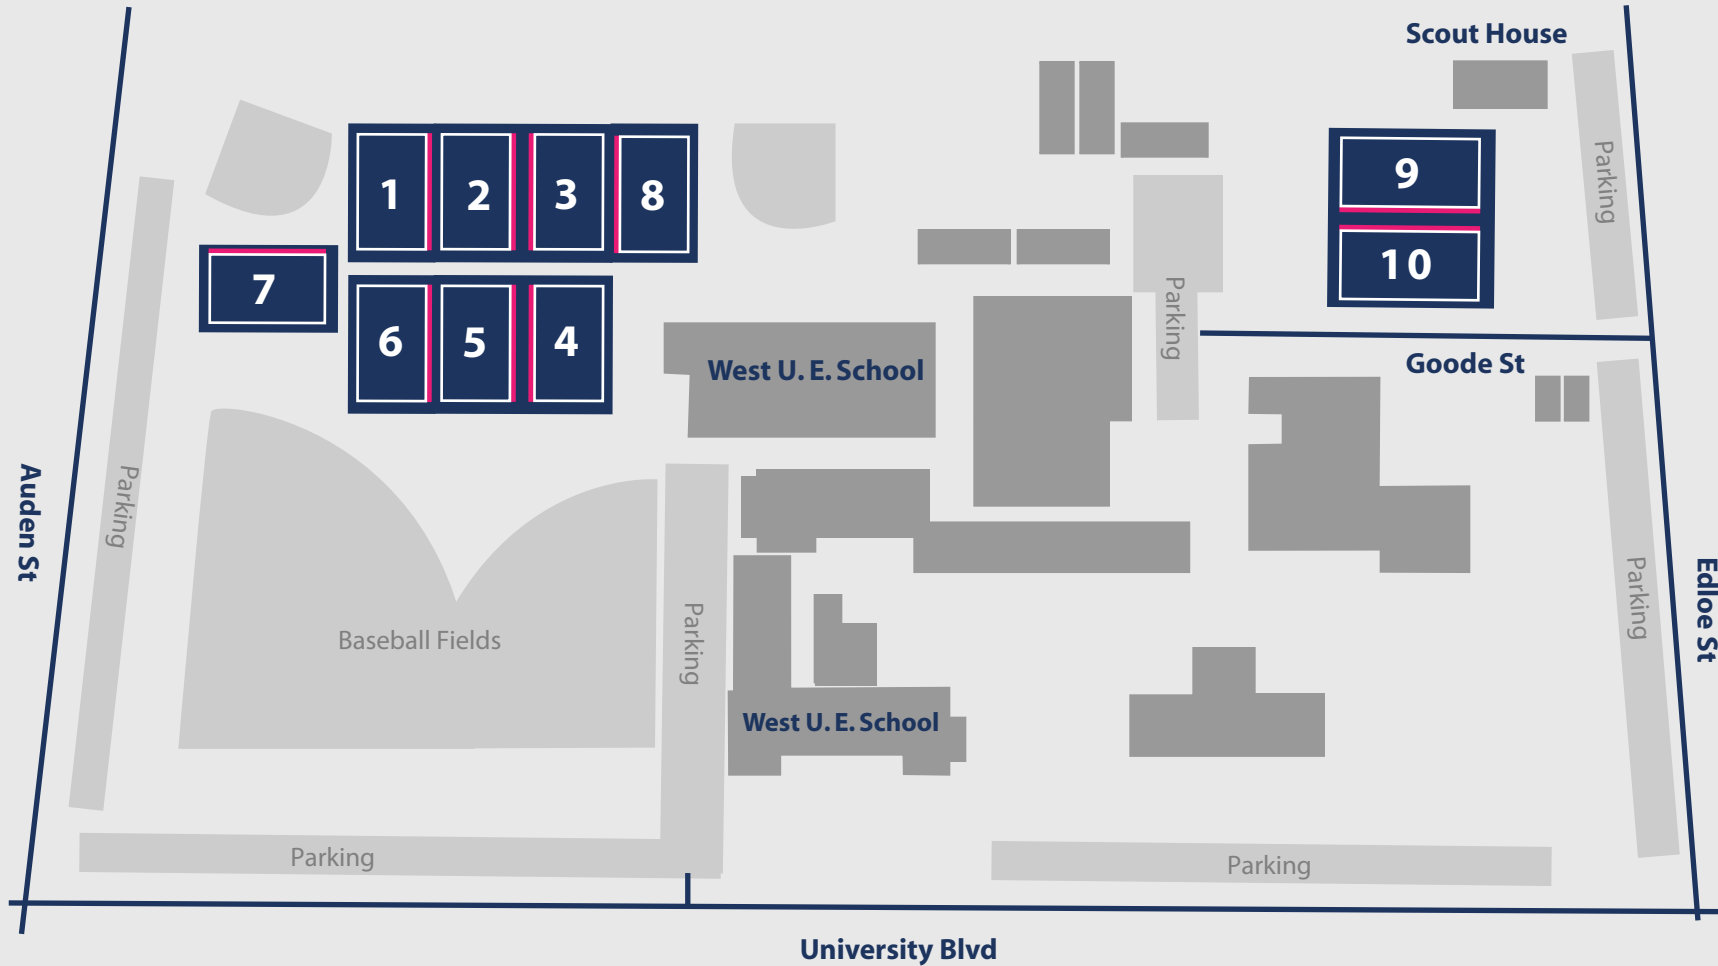 Scout House
Parking
1
2
3
8
9
10
7
6
5
4
Parking
West U. E. School
Goode St
Auden St
Parking
Baseball Fields
Parking
Parking
Edloe St
West U. E. School
Parking
Parking
University Blvd